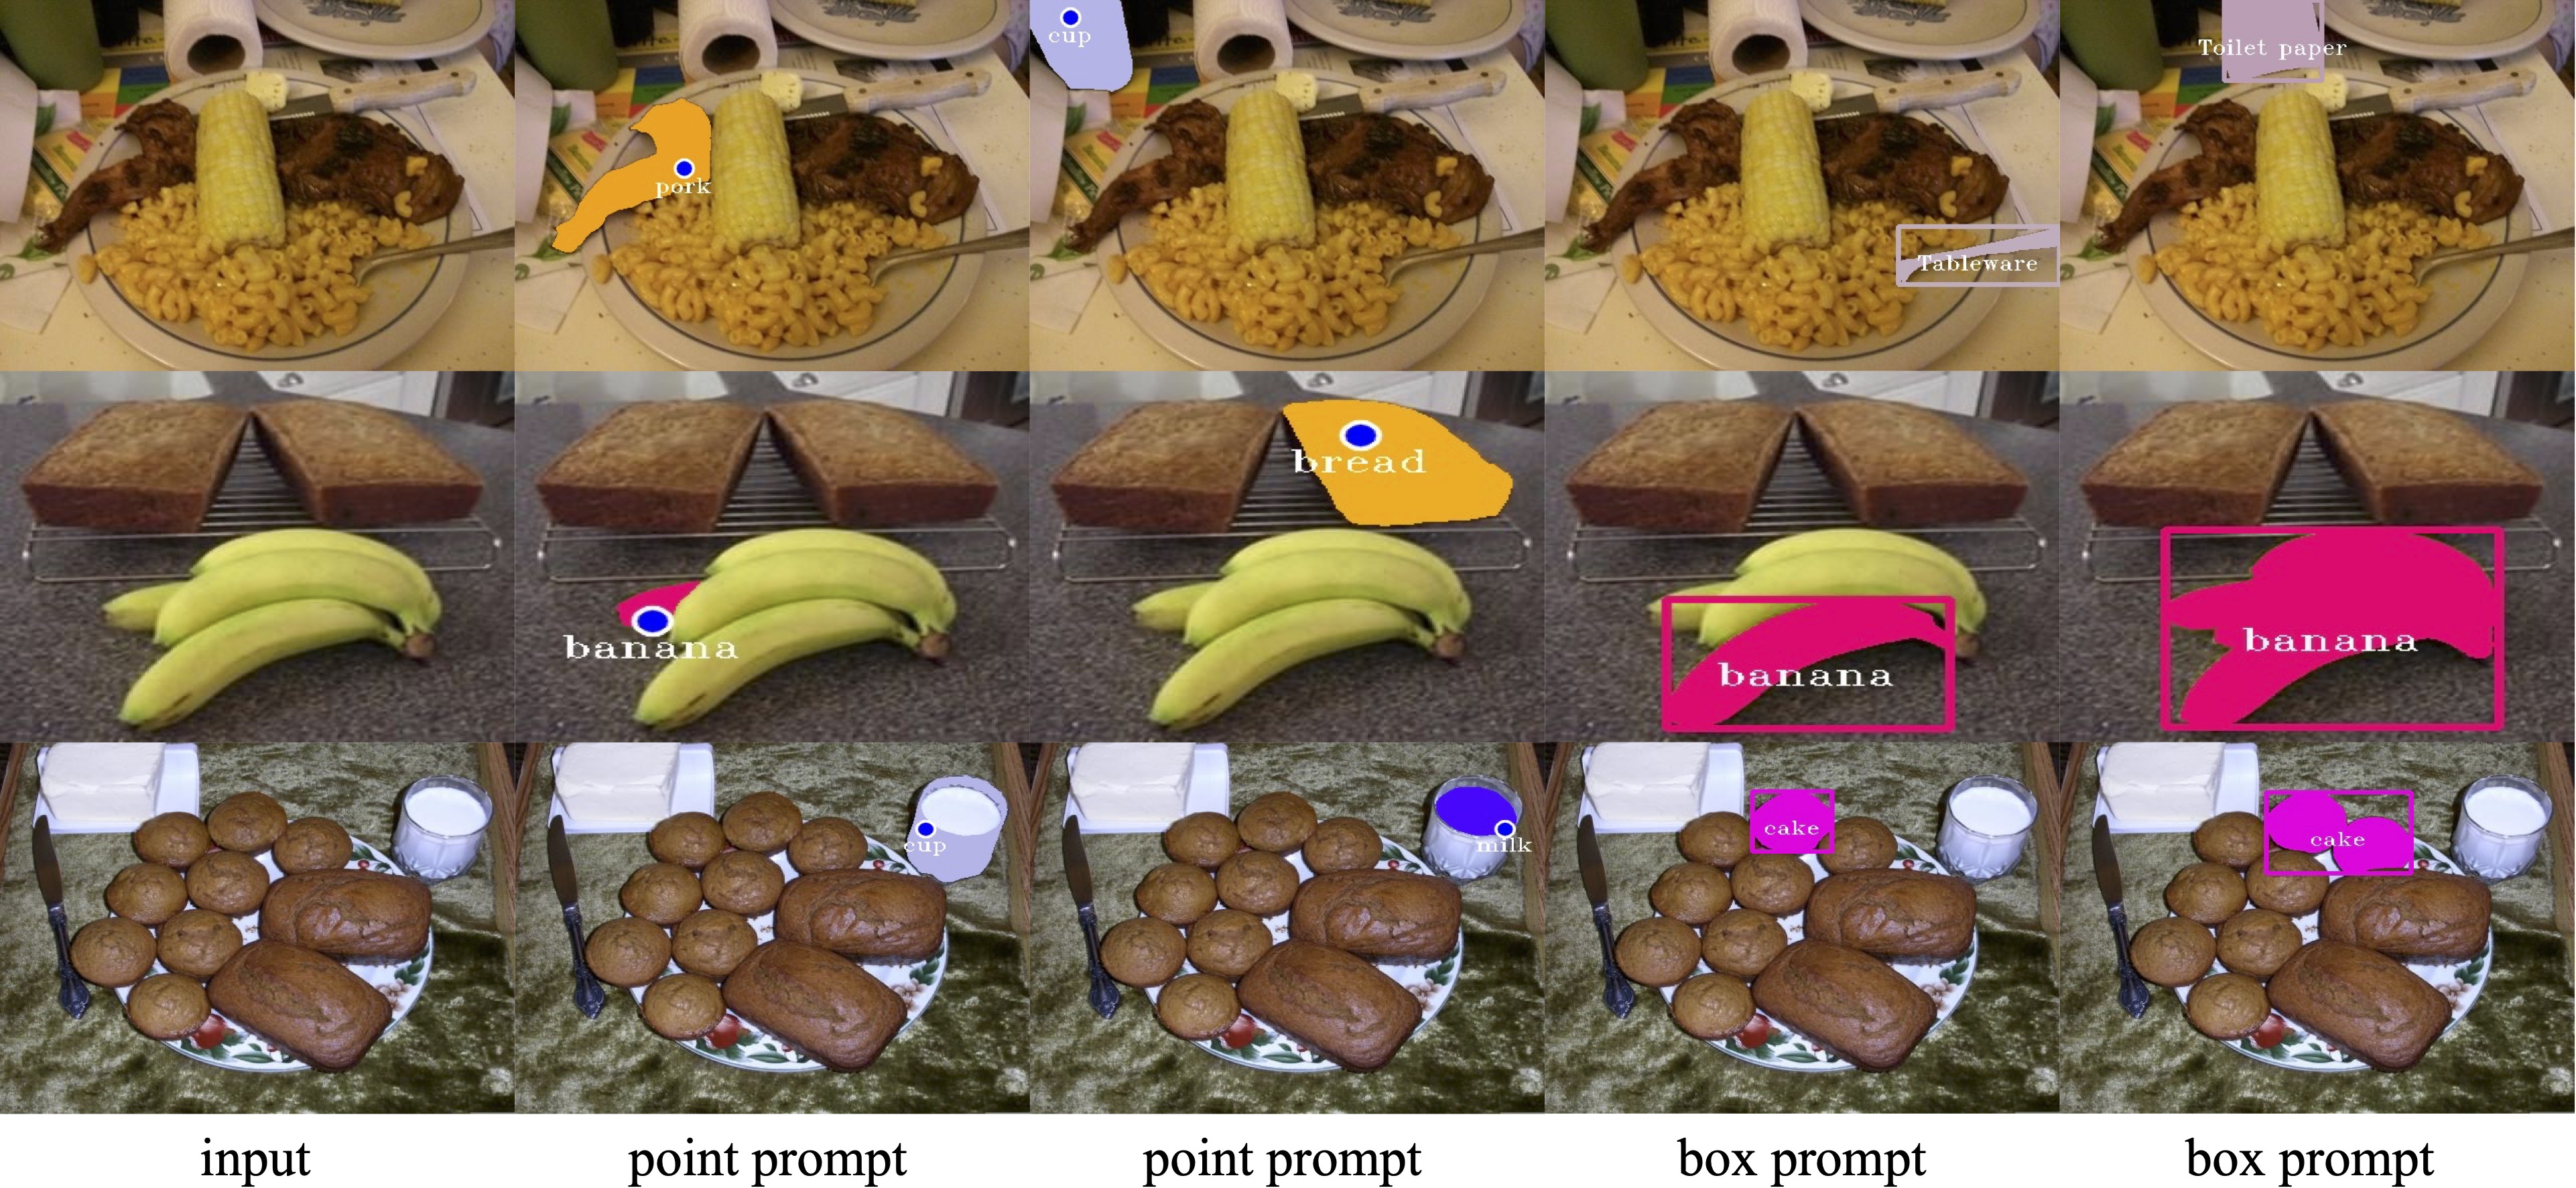 cup
pork
Tableware
Toilet paper
banana
bread
banana
banana
cup
milk
cake
cake
input
point prompt
point prompt
box prompt
box prompt